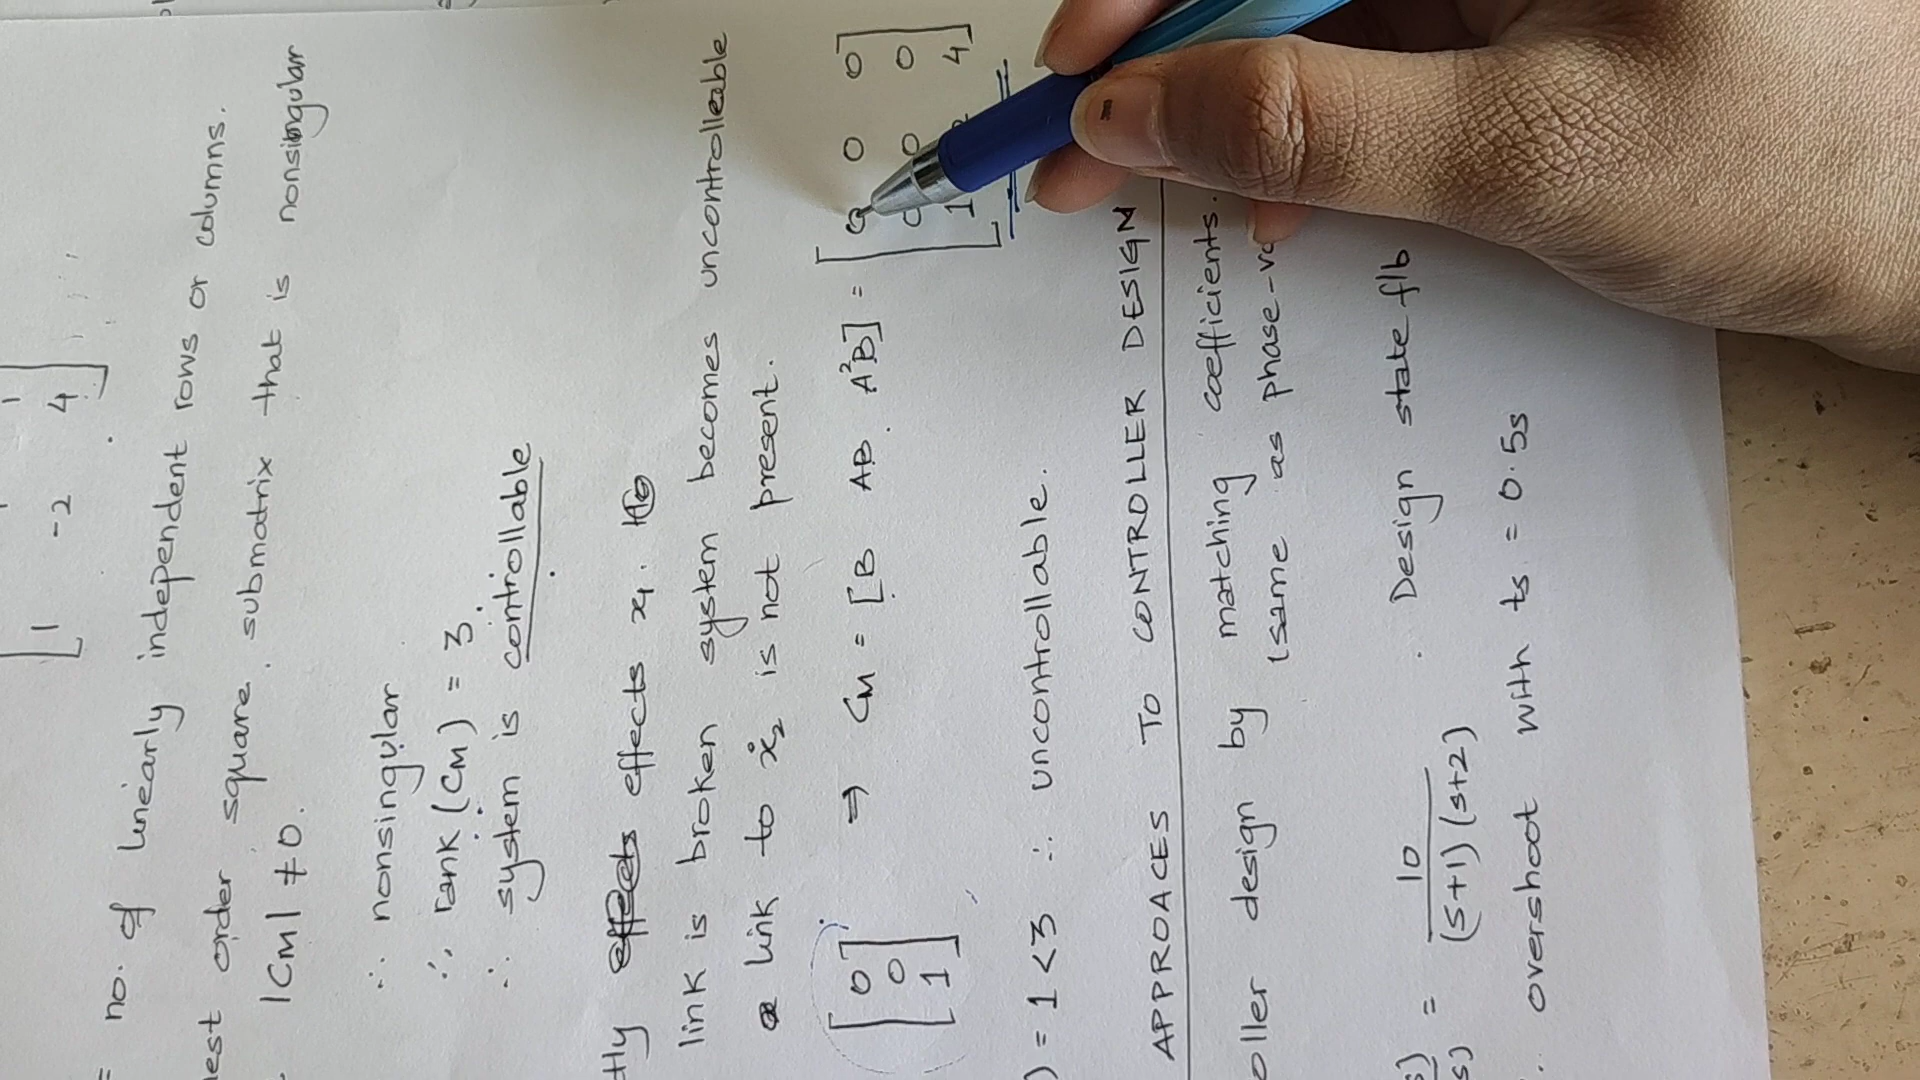 1
[1 -2 4]
= no. of linearly independent rows or columns.
est order square submatrix that is nonsingular
|CM| ≠ 0.
∴ nonsingular
∴ rank (CM) = 3.
∴ system is controllable
tly effects effects x1.
link is broken system becomes uncontrolleable
link to ẋ2 is not present.
[0 0 1] ⇒ CM = [B AB A²B] = [0 0 0
0 0 0
1 4]
) = 1 < 3 ∴ uncontrollable.
APPROACES TO CONTROLLER DESIGN
oller design by matching coefficients.
(same as phase-va
s) = 10 / (s+1)(s+2) . Design state f/b
overshoot with ts = 0.5s